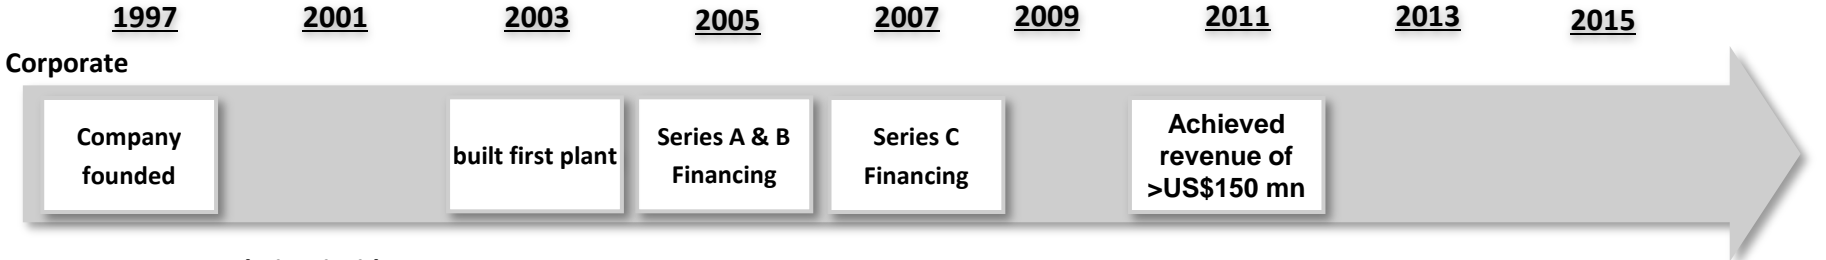 1997 2001 2003 2005 2007 2009 2011 2013 2015
Corporate
Company
founded
built first plant
Series A & B
Financing
Series C
Financing
Achieved
revenue of
>US$150 mn